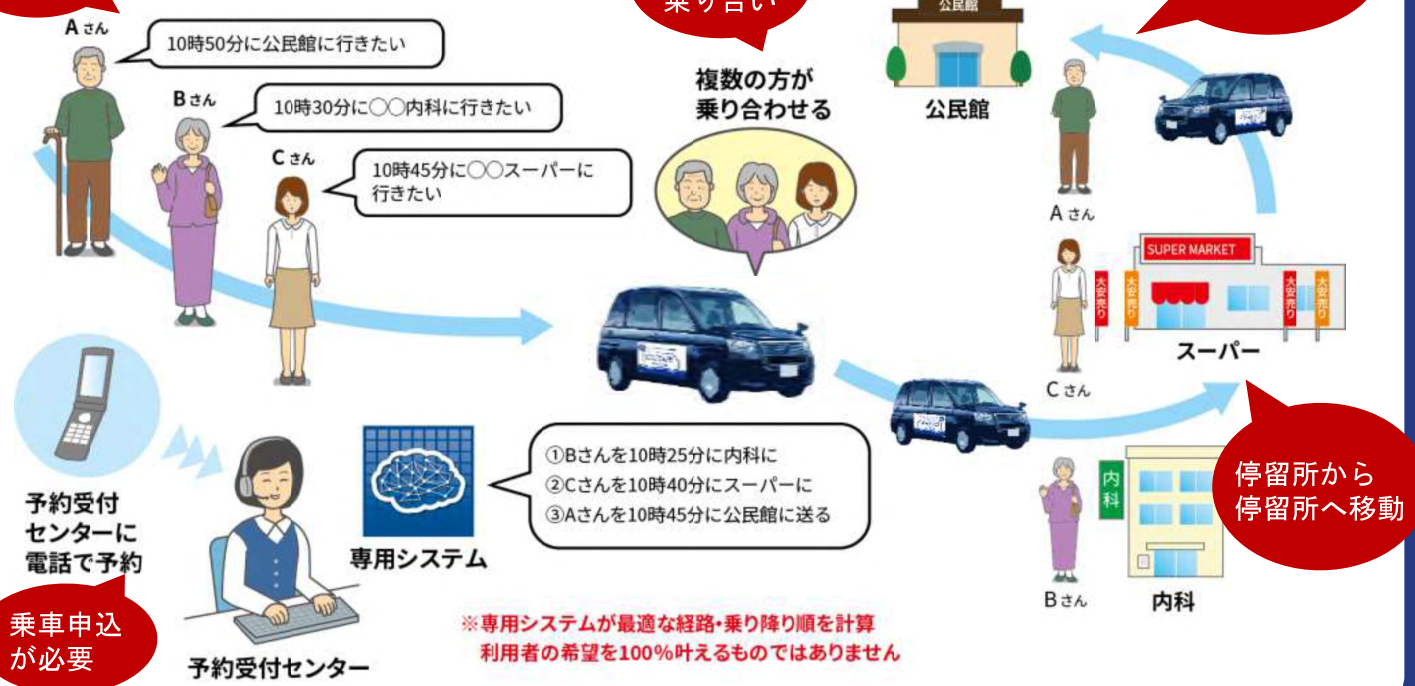 乗り合い
公民館
Aさん
10時50分に公民館に行きたい
Bさん
10時30分に○○内科に行きたい
Cさん
10時45分に○○スーパーに
行きたい
複数の方が
乗り合わせる
公民館
Aさん
SUPER MARKET
大安売り
大安売り
大安売り
大安売り
スーパー
Cさん
停留所から
停留所へ移動
内科
Bさん
内科
予約受付
センターに
電話で予約
乗車申込
が必要
予約受付センター
専用システム
①Bさんを10時25分に内科に
②Cさんを10時40分にスーパーに
③Aさんを10時45分に公民館に送る
※専用システムが最適な経路・乗り降り順を計算
利用者の希望を100%叶えるものではありません